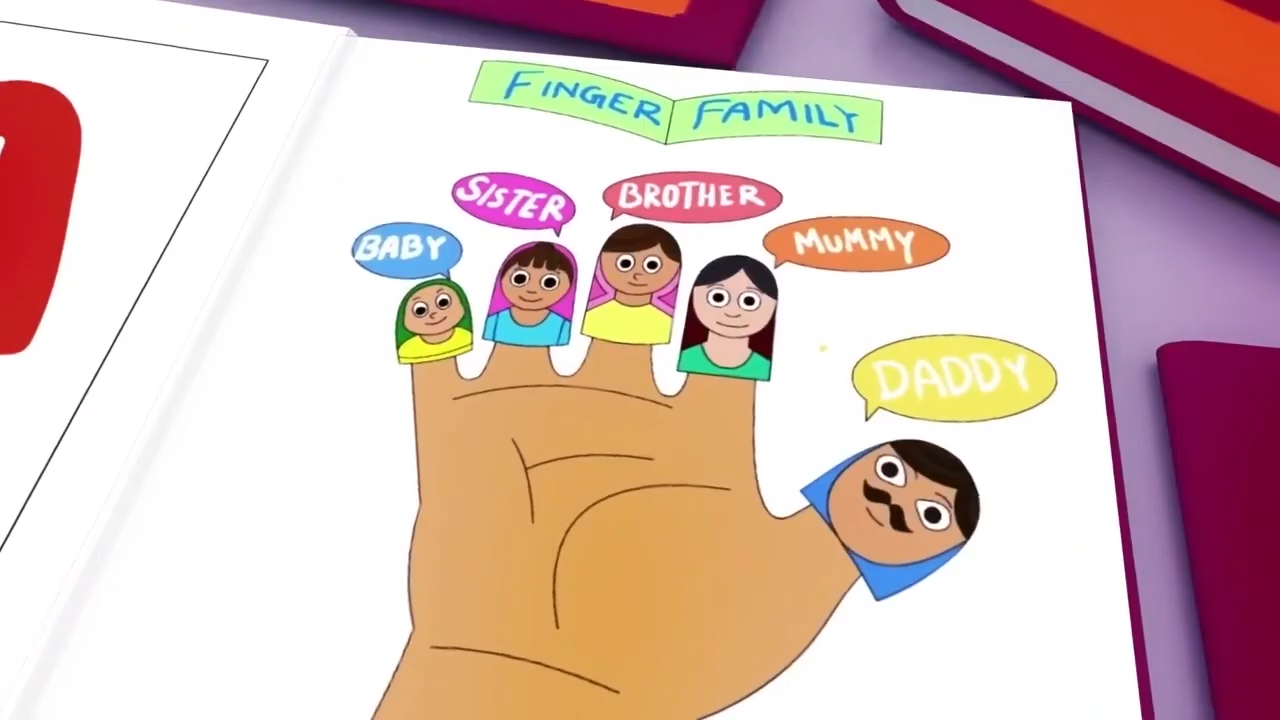 FINGER FAMILY
SISTER
BROTHER
BABY
MUMMY
DADDY